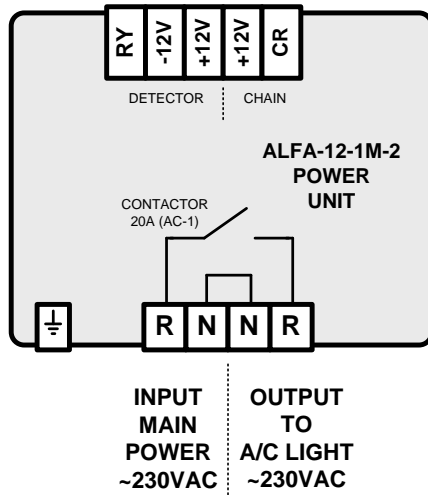 RY -12V +12V +12V CR
DETECTOR CHAIN
ALFA-12-1M-2
POWER
UNIT
CONTACTOR
20A (AC-1)
R N N R
INPUT
MAIN
POWER
~230VAC
OUTPUT
TO
A/C LIGHT
~230VAC